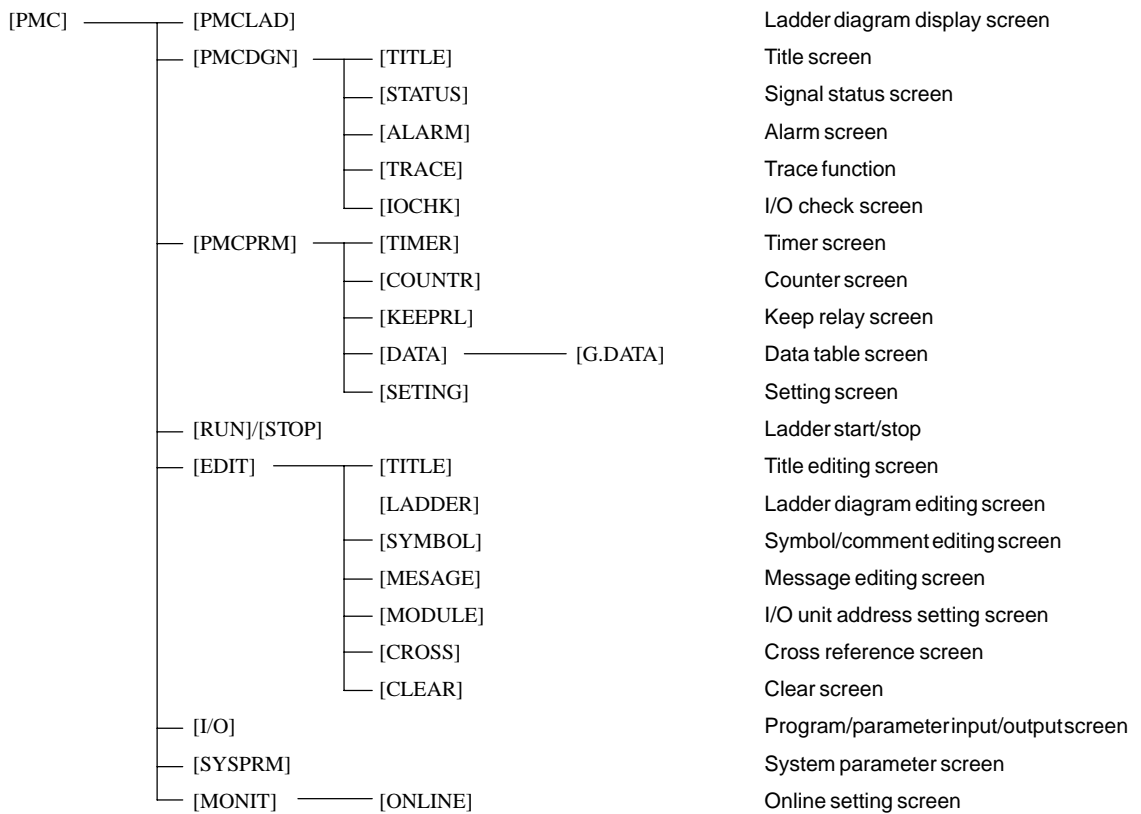 [PMC] [PMCLAD] Ladder diagram display screen
[PMCDGN] [TITLE] Title screen
[STATUS] Signal status screen
[ALARM] Alarm screen
[TRACE] Trace function
[IOCHK] I/O check screen
[PMCPRM] [TIMER] Timer screen
[COUNTR] Counter screen
[KEEPRL] Keep relay screen
[DATA] [G.DATA] Data table screen
[SETING] Setting screen
[RUN]/[STOP] Ladder start/stop
[EDIT] [TITLE] Title editing screen
[LADDER] Ladder diagram editing screen
[SYMBOL] Symbol/comment editing screen
[MESAGE] Message editing screen
[MODULE] I/O unit address setting screen
[CROSS] Cross reference screen
[CLEAR] Clear screen
[I/O] Program/parameter input/output screen
[SYSPRM] System parameter screen
[MONIT] [ONLINE] Online setting screen